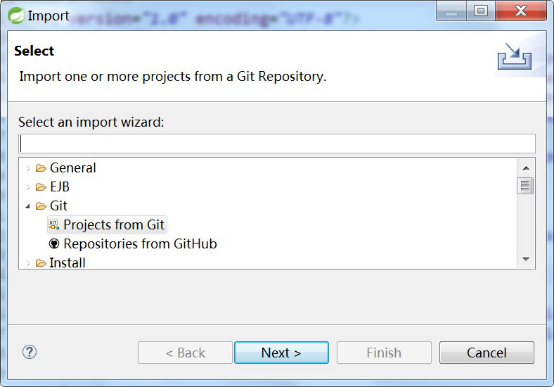 version="1.0" encoding="UTF-8"?>
Import
Select
Import one or more projects from a Git Repository.
Select an import wizard:
General
EJB
Git
Projects from Git
Repositories from GitHub
Install
< Back
Next >
Finish
Cancel